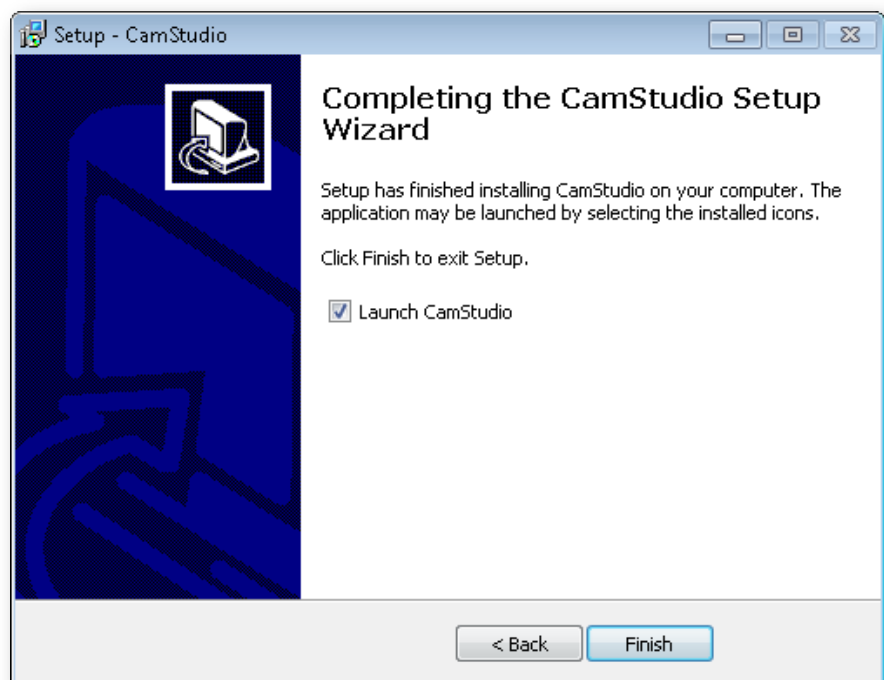 Setup - CamStudio
Completing the CamStudio Setup
Wizard
Setup has finished installing CamStudio on your computer. The
application may be launched by selecting the installed icons.
Click Finish to exit Setup.
Launch CamStudio
< Back
Finish